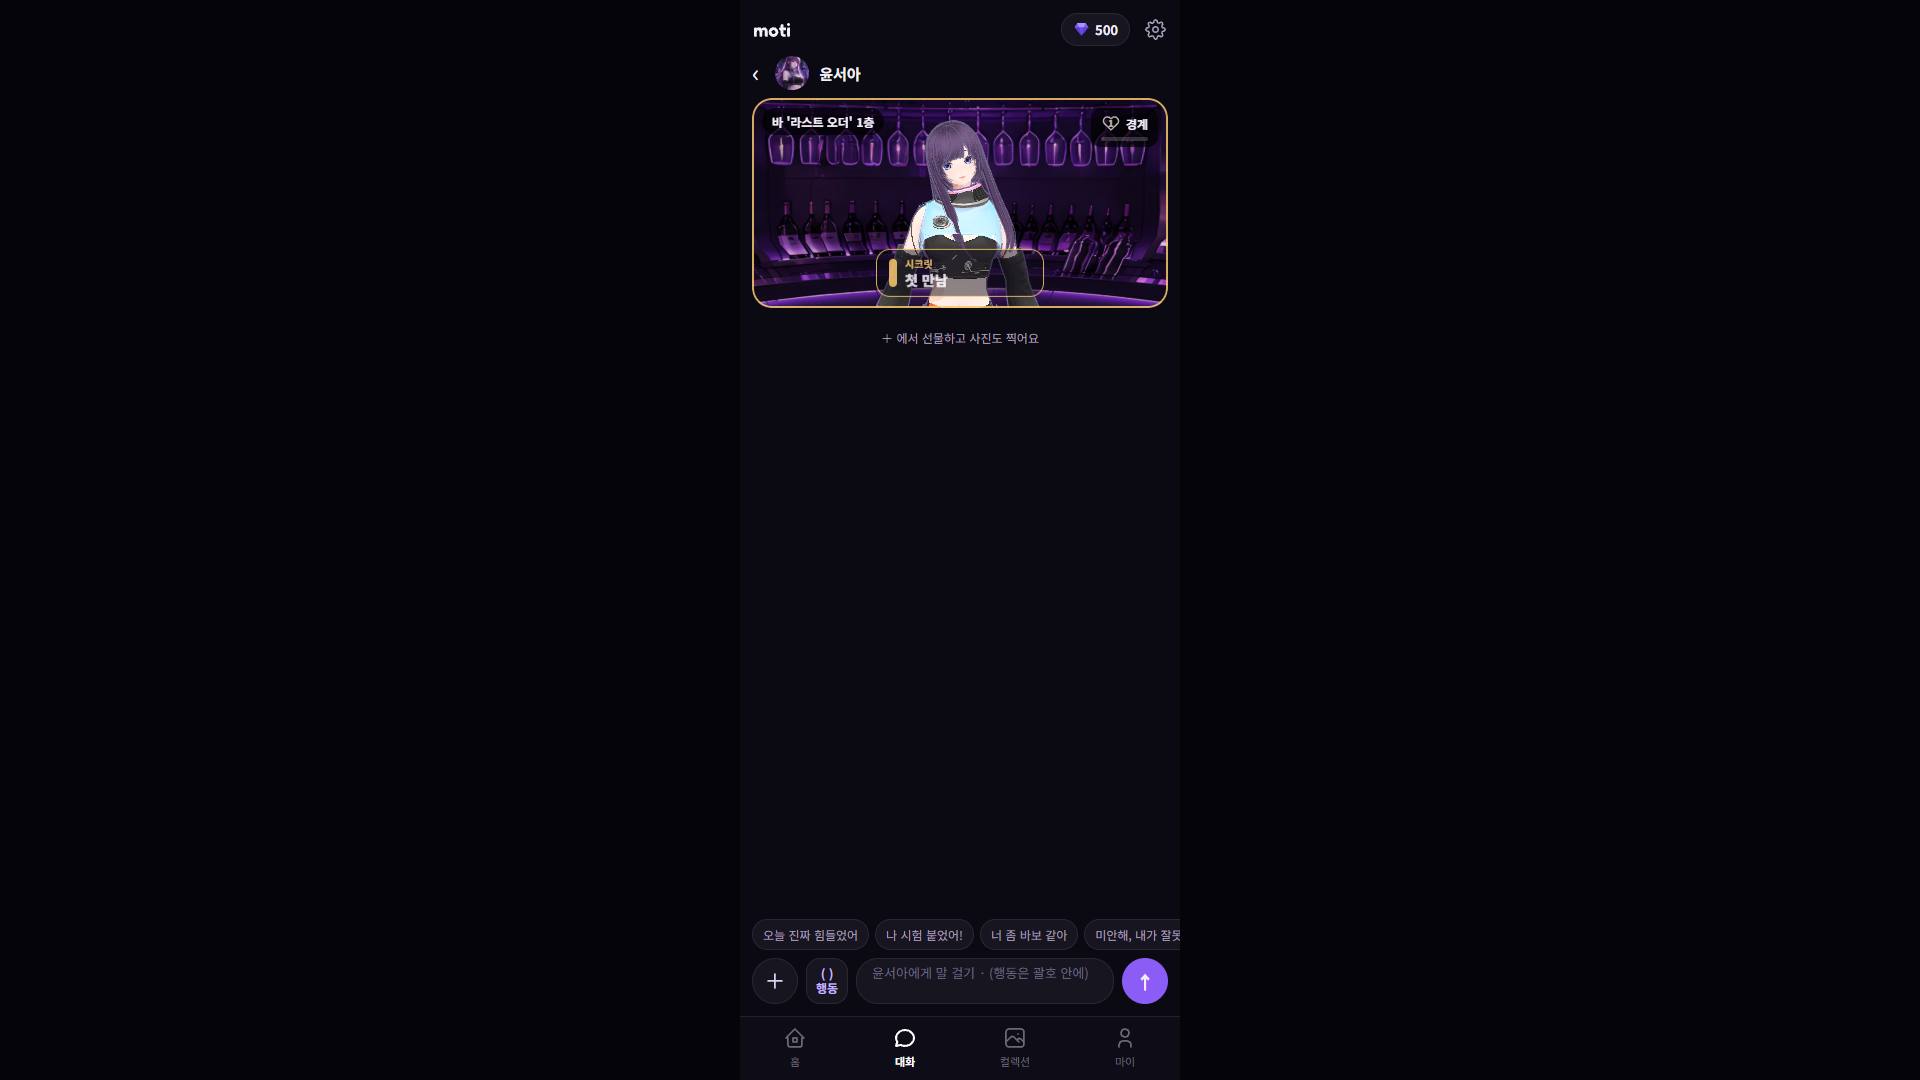 moti
500
윤서아
바 '라스트 오더' 1층
1 경계
시크릿
첫 만남
+ 에서 선물하고 사진도 찍어요
오늘 진짜 힘들었어
나 시험 붙었어!
너 좀 바보 같아
미안해, 내가 잘못
( )
행동
윤서아에게 말 걸기 · (행동은 괄호 안에)
홈
대화
컬렉션
마이